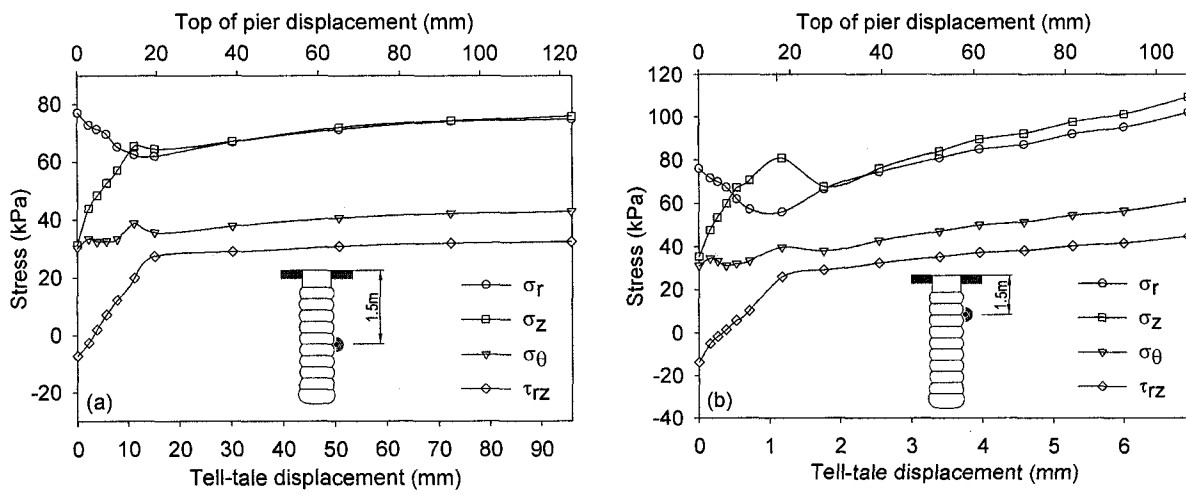 Top of pier displacement (mm)
0 20 40 60 80 100 120
Stress (kPa)
80
60
40
20
0
-20
σr
σz
σθ
τrz
1.5m
(a)
0 10 20 30 40 50 60 70 80 90
Tell-tale displacement (mm)
Top of pier displacement (mm)
0 20 40 60 80 100
Stress (kPa)
120
100
80
60
40
20
0
-20
-40
σr
σz
σθ
τrz
1.5m
(b)
0 1 2 3 4 5 6
Tell-tale displacement (mm)